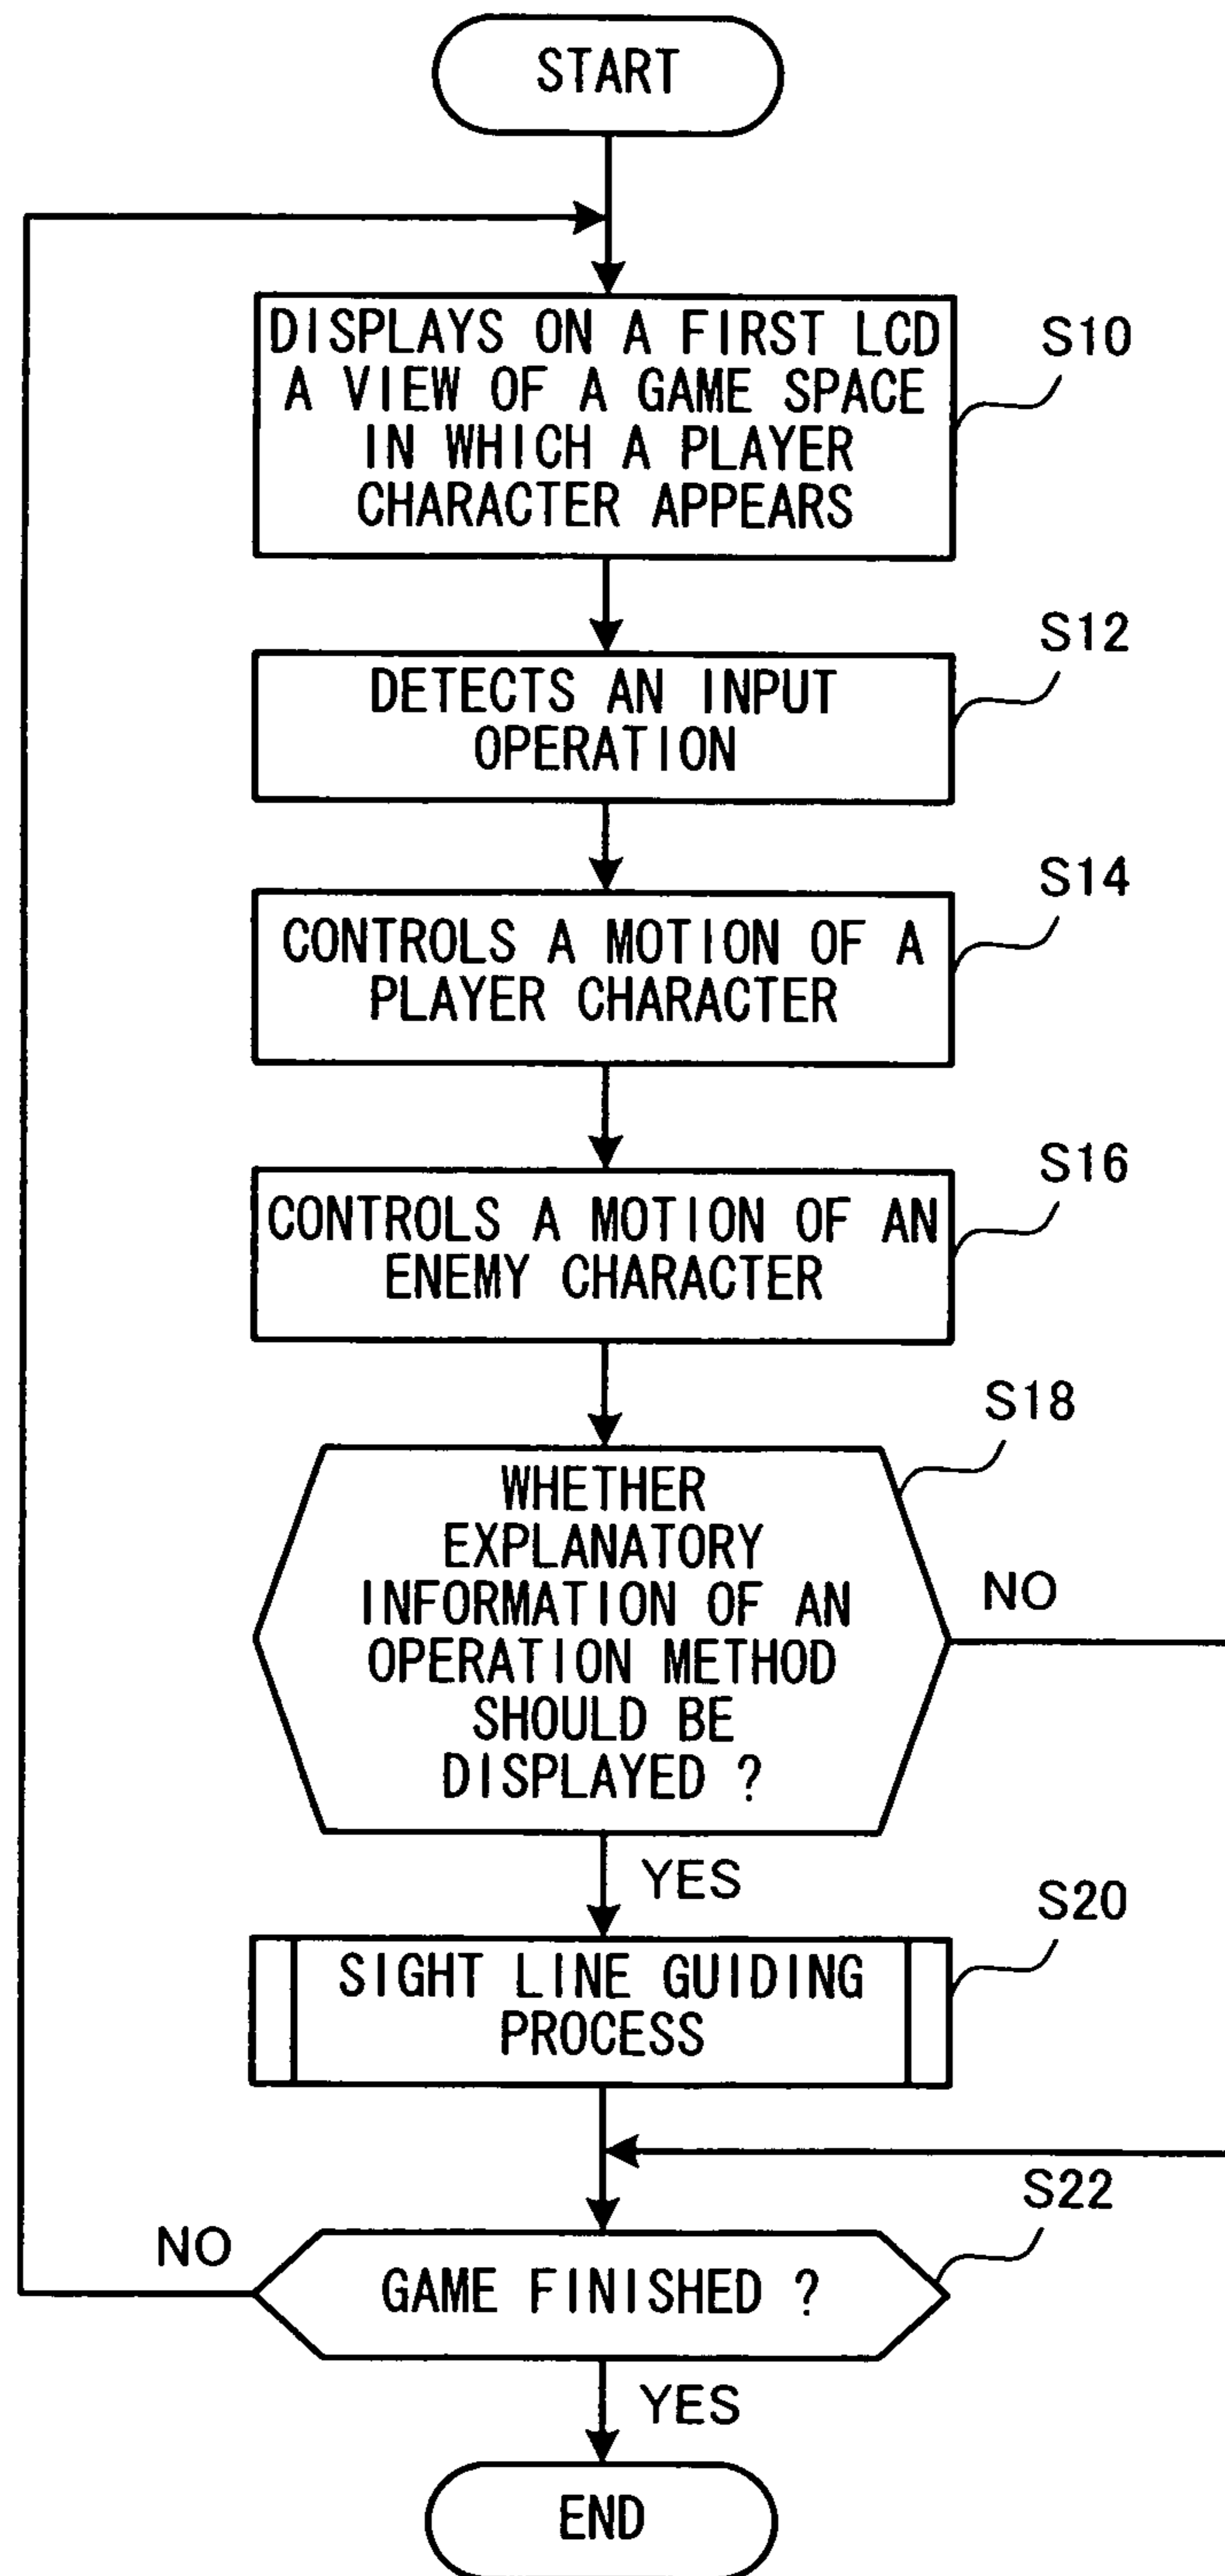 START
DISPLAYS ON A FIRST LCD
A VIEW OF A GAME SPACE
IN WHICH A PLAYER
CHARACTER APPEARS
S10
DETECTS AN INPUT
OPERATION
S12
CONTROLS A MOTION OF A
PLAYER CHARACTER
S14
CONTROLS A MOTION OF AN
ENEMY CHARACTER
S16
WHETHER
EXPLANATORY
INFORMATION OF AN
OPERATION METHOD
SHOULD BE
DISPLAYED ?
S18
NO
YES
SIGHT LINE GUIDING
PROCESS
S20
GAME FINISHED ?
S22
NO
YES
END